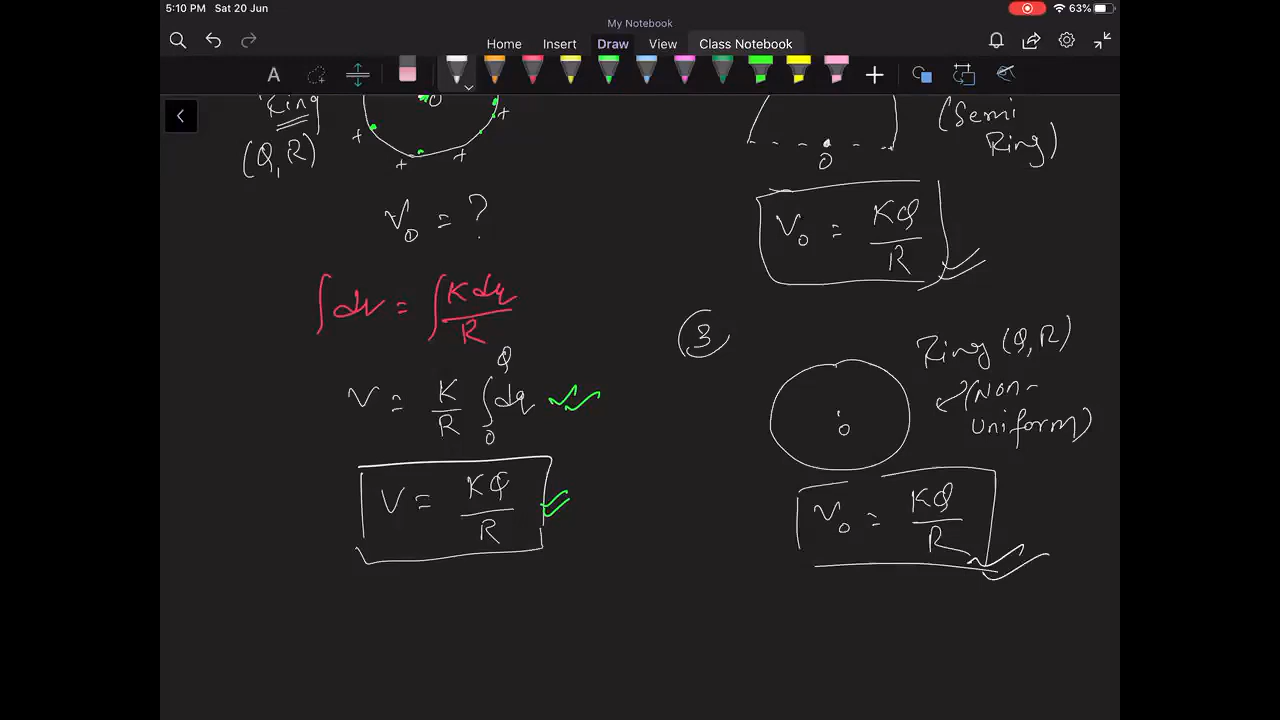 5:10 PM Sat 20 Jun
63%
My Notebook
Home Insert Draw View Class Notebook
A
Ring
(Q, R)
+ + + +
O
V₀ = ?
∫dv = ∫K dq / R
V = K/R ∫₀^Q dq
V = KQ/R
O
(Semi
Ring)
V₀ = KQ/R
3
Ring (Q, R)
(Non-
uniform)
O
V₀ = KQ/R